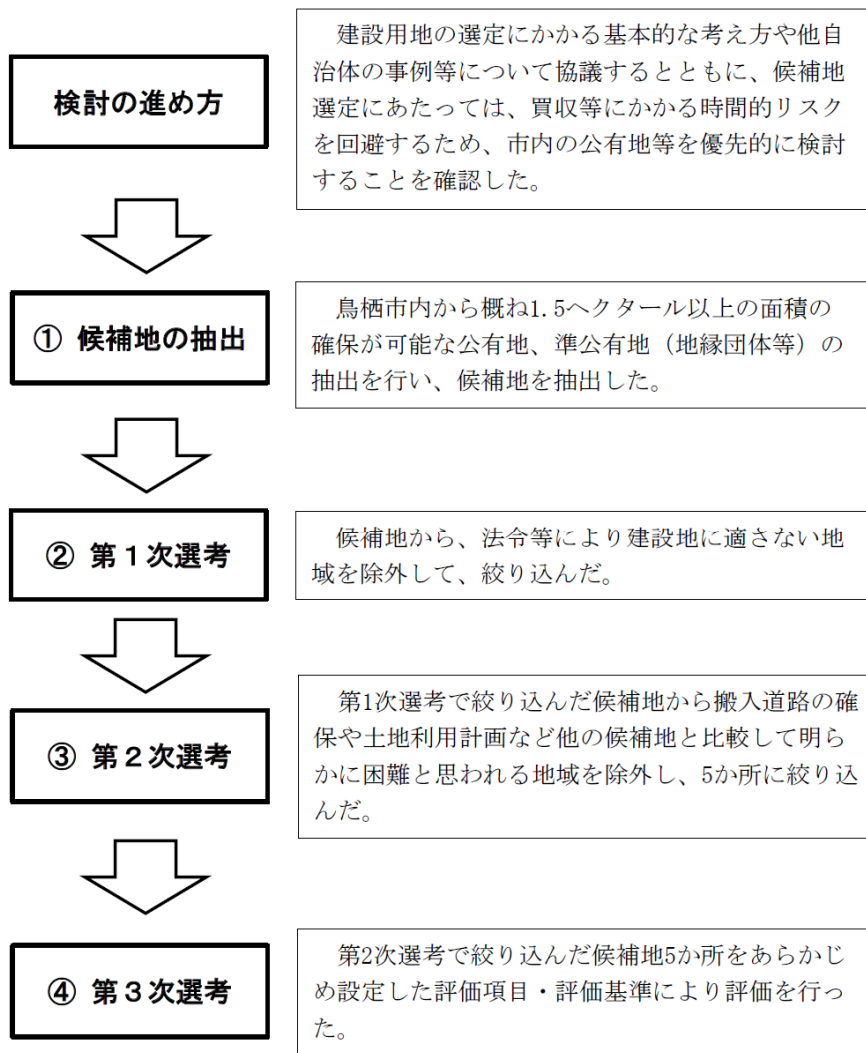 検討の進め方
建設用地の選定にかかる基本的な考え方や他自
治体の事例等について協議するとともに、候補地
選定にあたっては、買収等にかかる時間的リスク
を回避するため、市内の公有地等を優先的に検討
することを確認した。
① 候補地の抽出
鳥栖市内から概ね1.5ヘクタール以上の面積の
確保が可能な公有地、準公有地（地縁団体等）の
抽出を行い、候補地を抽出した。
② 第１次選考
候補地から、法令等により建設地に適さない地
域を除外して、絞り込んだ。
③ 第２次選考
第1次選考で絞り込んだ候補地から搬入道路の確
保や土地利用計画など他の候補地と比較して明ら
かに困難と思われる地域を除外し、5か所に絞り込
んだ。
④ 第３次選考
第2次選考で絞り込んだ候補地5か所をあらかじ
め設定した評価項目・評価基準により評価を行っ
た。